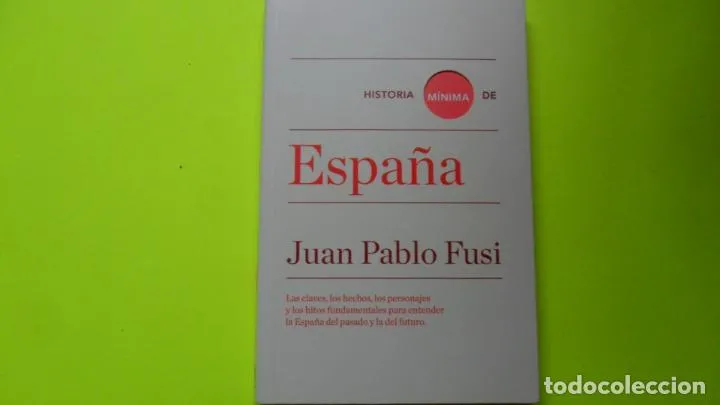 HISTORIA MÍNIMA DE
España
Juan Pablo Fusi
Las claves, los hechos, los personajes
y los hitos fundamentales para entender
la España del pasado y la del futuro.
todocoleccion